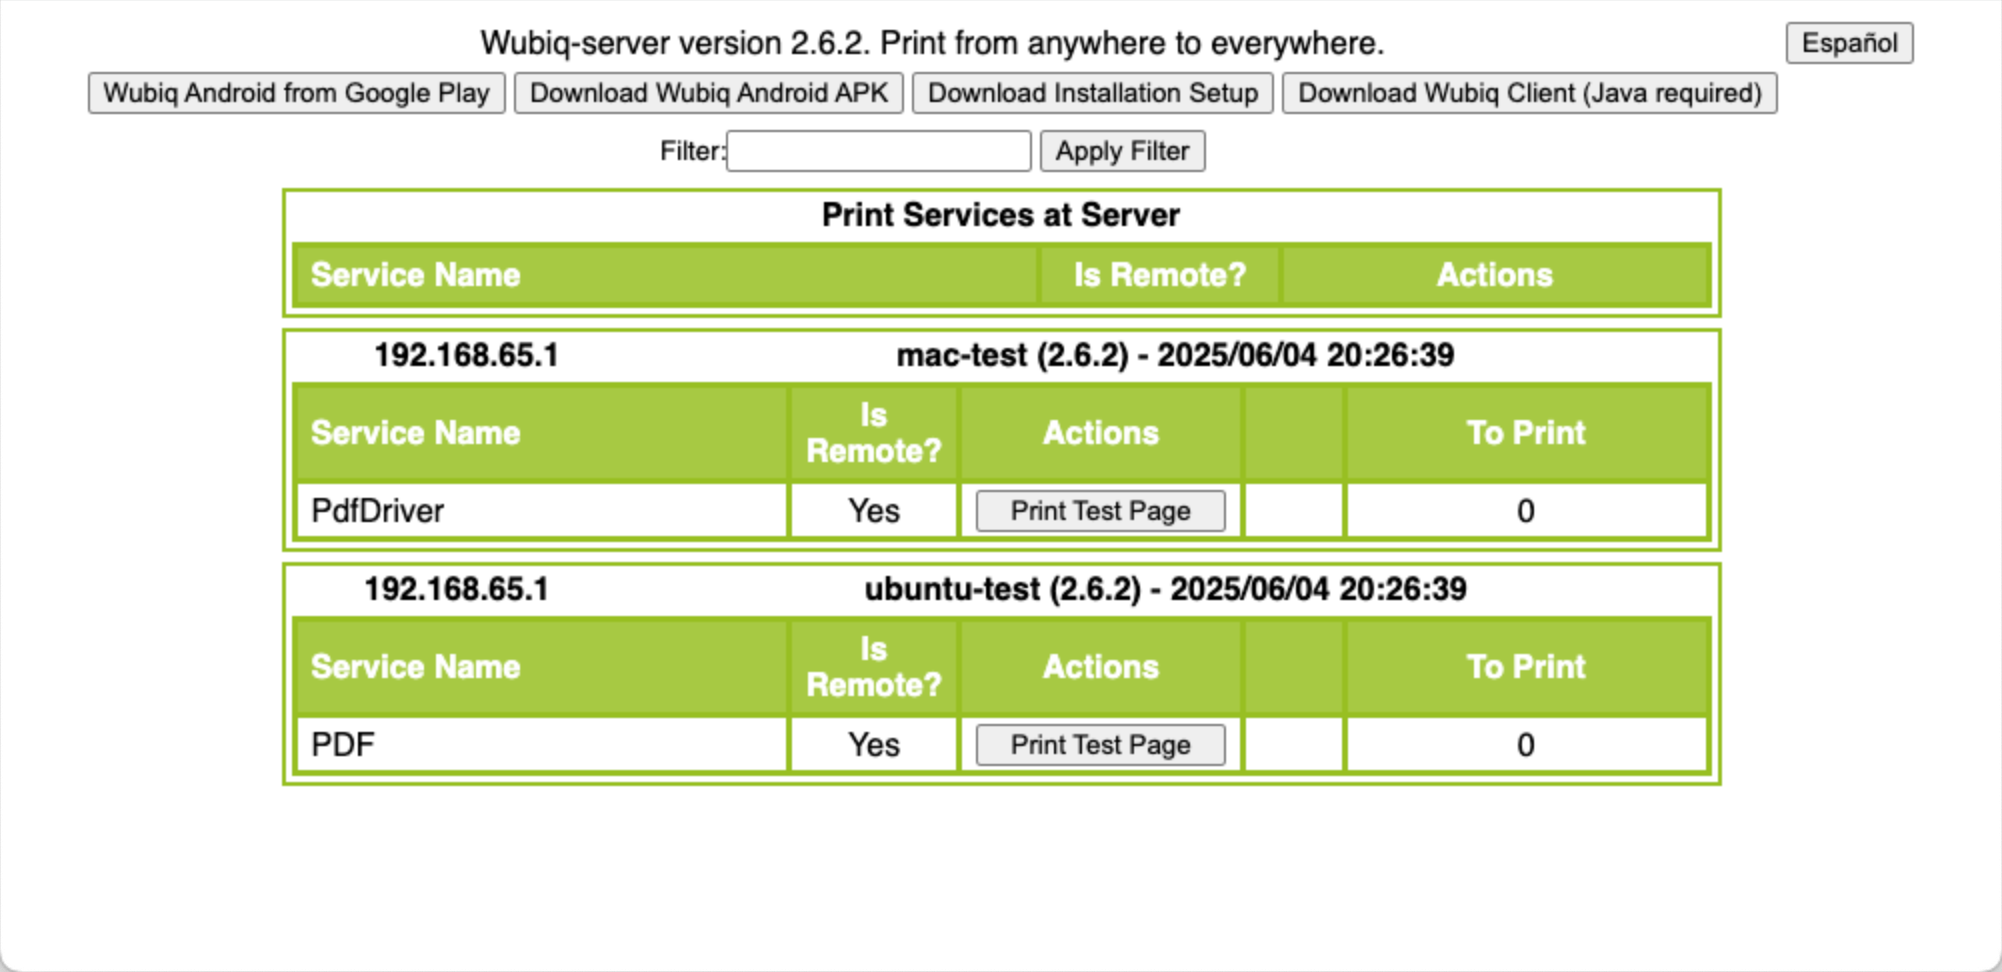 Wubiq-server version 2.6.2. Print from anywhere to everywhere.
Español
Wubiq Android from Google Play Download Wubiq Android APK Download Installation Setup Download Wubiq Client (Java required)
Filter: Apply Filter
Print Services at Server
Service Name Is Remote? Actions
192.168.65.1 mac-test (2.6.2) - 2025/06/04 20:26:39
Service Name Is Remote? Actions To Print
PdfDriver Yes Print Test Page 0
192.168.65.1 ubuntu-test (2.6.2) - 2025/06/04 20:26:39
Service Name Is Remote? Actions To Print
PDF Yes Print Test Page 0